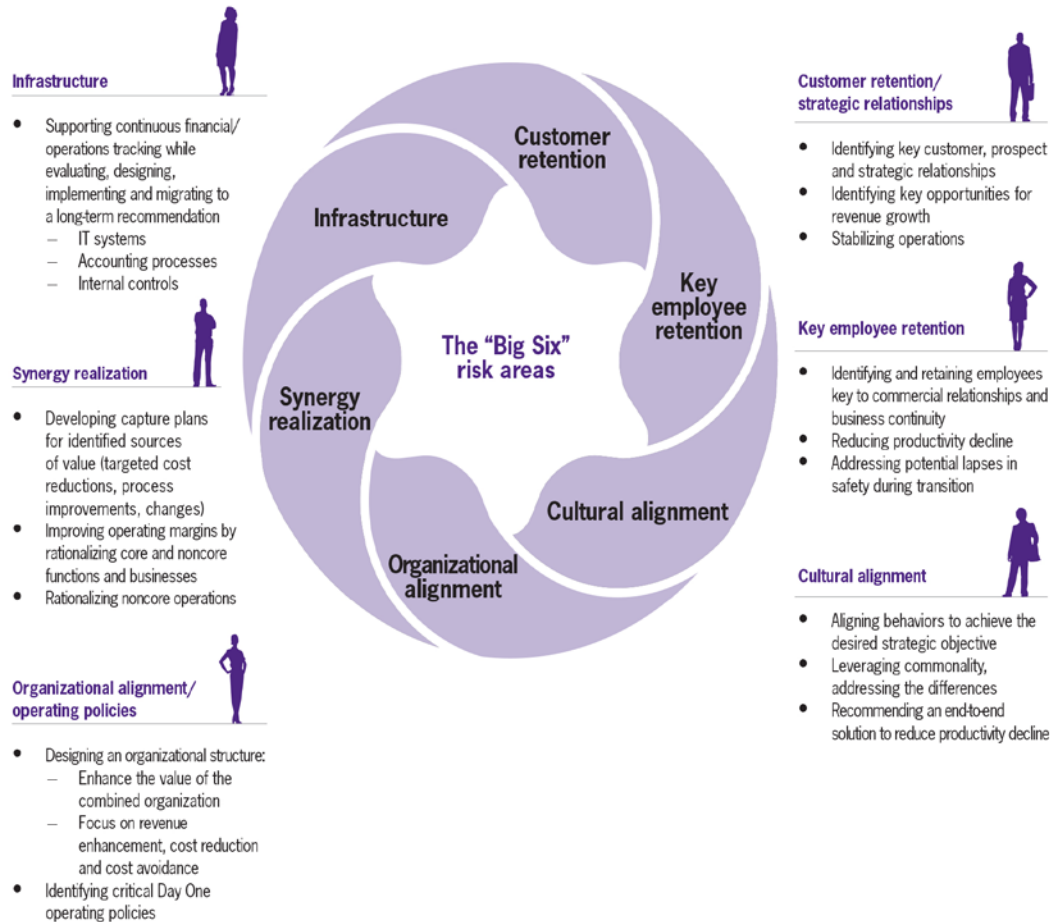 Infrastructure
• Supporting continuous financial/
operations tracking while
evaluating, designing,
implementing and migrating to
a long-term recommendation
– IT systems
– Accounting processes
– Internal controls
Synergy realization
• Developing capture plans
for identified sources
of value (targeted cost
reductions, process
improvements, changes)
• Improving operating margins by
rationalizing core and noncore
functions and businesses
• Rationalizing noncore operations
Organizational alignment/
operating policies
• Designing an organizational structure:
– Enhance the value of the
combined organization
– Focus on revenue
enhancement, cost reduction
and cost avoidance
• Identifying critical Day One
operating policies
Customer
retention
Infrastructure
Key
employee
retention
The “Big Six”
risk areas
Synergy
realization
Cultural alignment
Organizational
alignment
Customer retention/
strategic relationships
• Identifying key customer, prospect
and strategic relationships
• Identifying key opportunities for
revenue growth
• Stabilizing operations
Key employee retention
• Identifying and retaining employees
key to commercial relationships and
business continuity
• Reducing productivity decline
• Addressing potential lapses in
safety during transition
Cultural alignment
• Aligning behaviors to achieve the
desired strategic objective
• Leveraging commonality,
addressing the differences
• Recommending an end-to-end
solution to reduce productivity decline